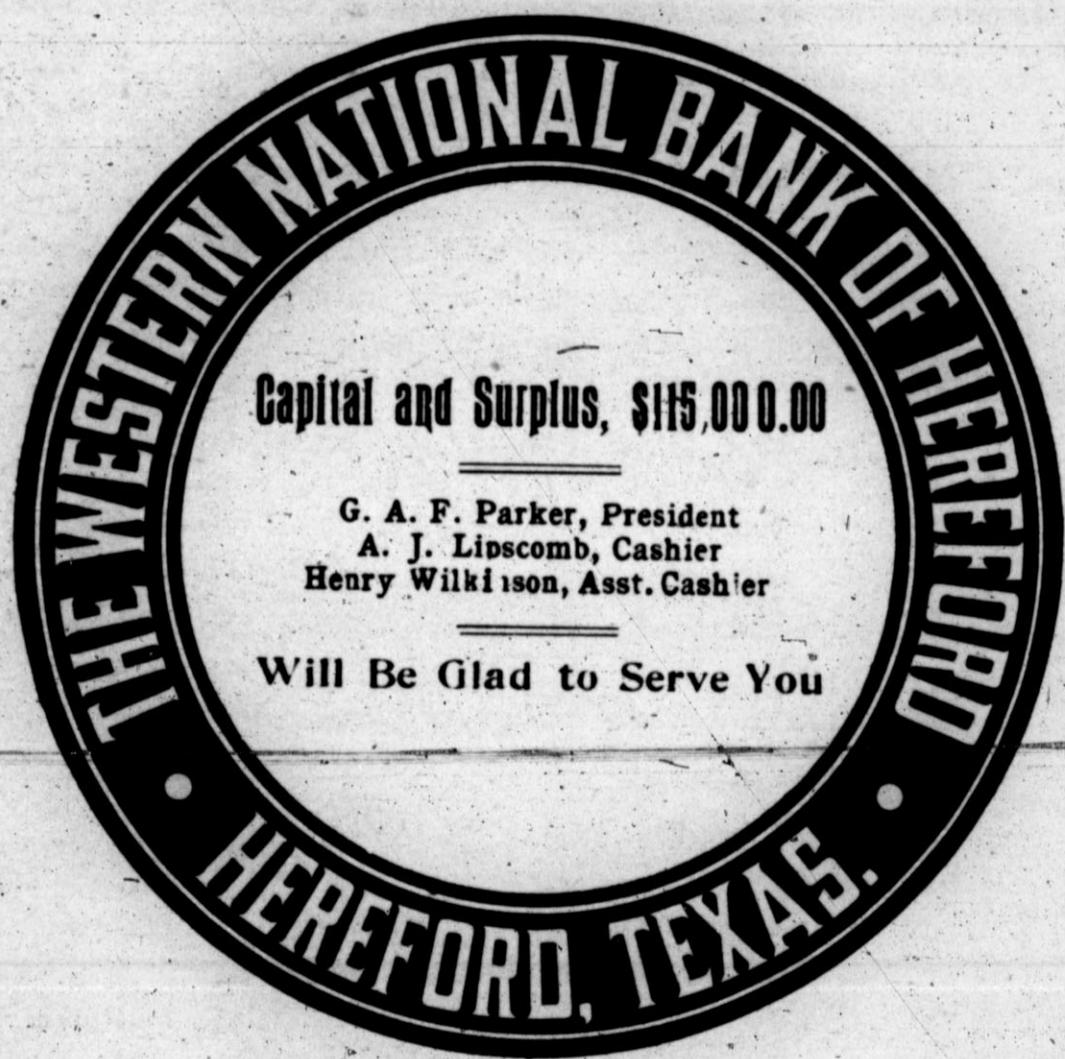 THE WESTERN NATIONAL BANK OF HEREFORD
Capital and Surplus, $115,000.00
G. A. F. Parker, President
A. J. Lipscomb, Cashier
Henry Wilkinson, Asst. Cashier
Will Be Glad to Serve You
HEREFORD, TEXAS.